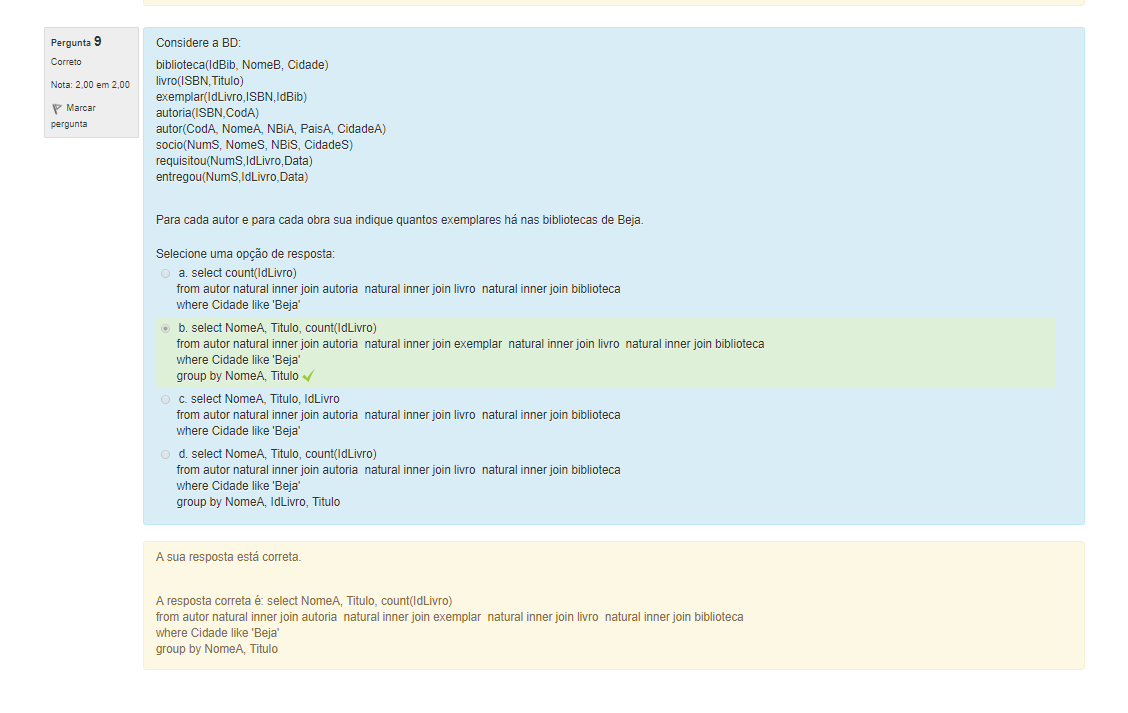 Pergunta 9
Correto
Nota: 2,00 em 2,00
Marcar
pergunta
Considere a BD:
biblioteca(IdBib, NomeB, Cidade)
livro(ISBN,Titulo)
exemplar(IdLivro,ISBN,IdBib)
autoria(ISBN,CodA)
autor(CodA, NomeA, NBiA, PaisA, CidadeA)
socio(NumS, NomeS, NBiS, CidadeS)
requisitou(NumS,IdLivro,Data)
entregou(NumS,IdLivro,Data)
Para cada autor e para cada obra sua indique quantos exemplares há nas bibliotecas de Beja.
Selecione uma opção de resposta:
a. select count(IdLivro)
from autor natural inner join autoria  natural inner join livro  natural inner join biblioteca
where Cidade like 'Beja'
b. select NomeA, Titulo, count(IdLivro)
from autor natural inner join autoria  natural inner join exemplar  natural inner join livro  natural inner join biblioteca
where Cidade like 'Beja'
group by NomeA, Titulo
c. select NomeA, Titulo, IdLivro
from autor natural inner join autoria  natural inner join livro  natural inner join biblioteca
where Cidade like 'Beja'
d. select NomeA, Titulo, count(IdLivro)
from autor natural inner join autoria  natural inner join livro  natural inner join biblioteca
where Cidade like 'Beja'
group by NomeA, IdLivro, Titulo
A sua resposta está correta.
A resposta correta é: select NomeA, Titulo, count(IdLivro)
from autor natural inner join autoria  natural inner join exemplar  natural inner join livro  natural inner join biblioteca
where Cidade like 'Beja'
group by NomeA, Titulo